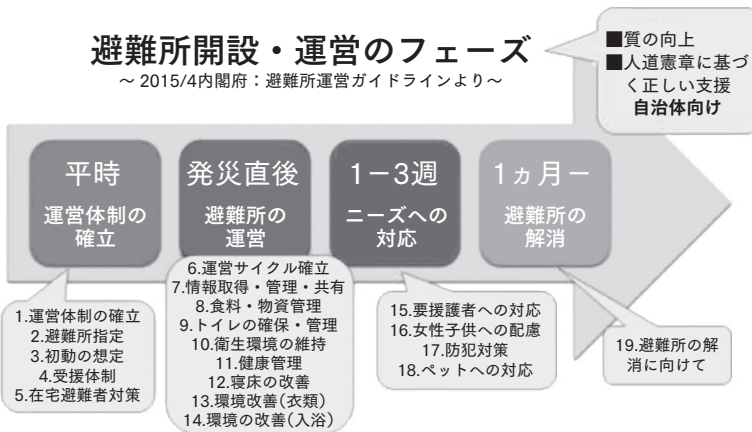 避難所開設・運営のフェーズ
～2015/4内閣府：避難所運営ガイドラインより～
■質の向上
■人道憲章に基づ
く正しい支援
自治体向け
平時
運営体制の
確立
発災直後
避難所の
運営
1－3週
ニーズへの
対応
1ヵ月－
避難所の
解消
1.運営体制の確立
2.避難所指定
3.初動の想定
4.受援体制
5.在宅避難者対策
6.運営サイクル確立
7.情報取得・管理・共有
8.食料・物資管理
9.トイレの確保・管理
10.衛生環境の維持
11.健康管理
12.寝床の改善
13.環境改善(衣類)
14.環境の改善(入浴)
15.要援護者への対応
16.女性子供への配慮
17.防犯対策
18.ペットへの対応
19.避難所の解
消に向けて